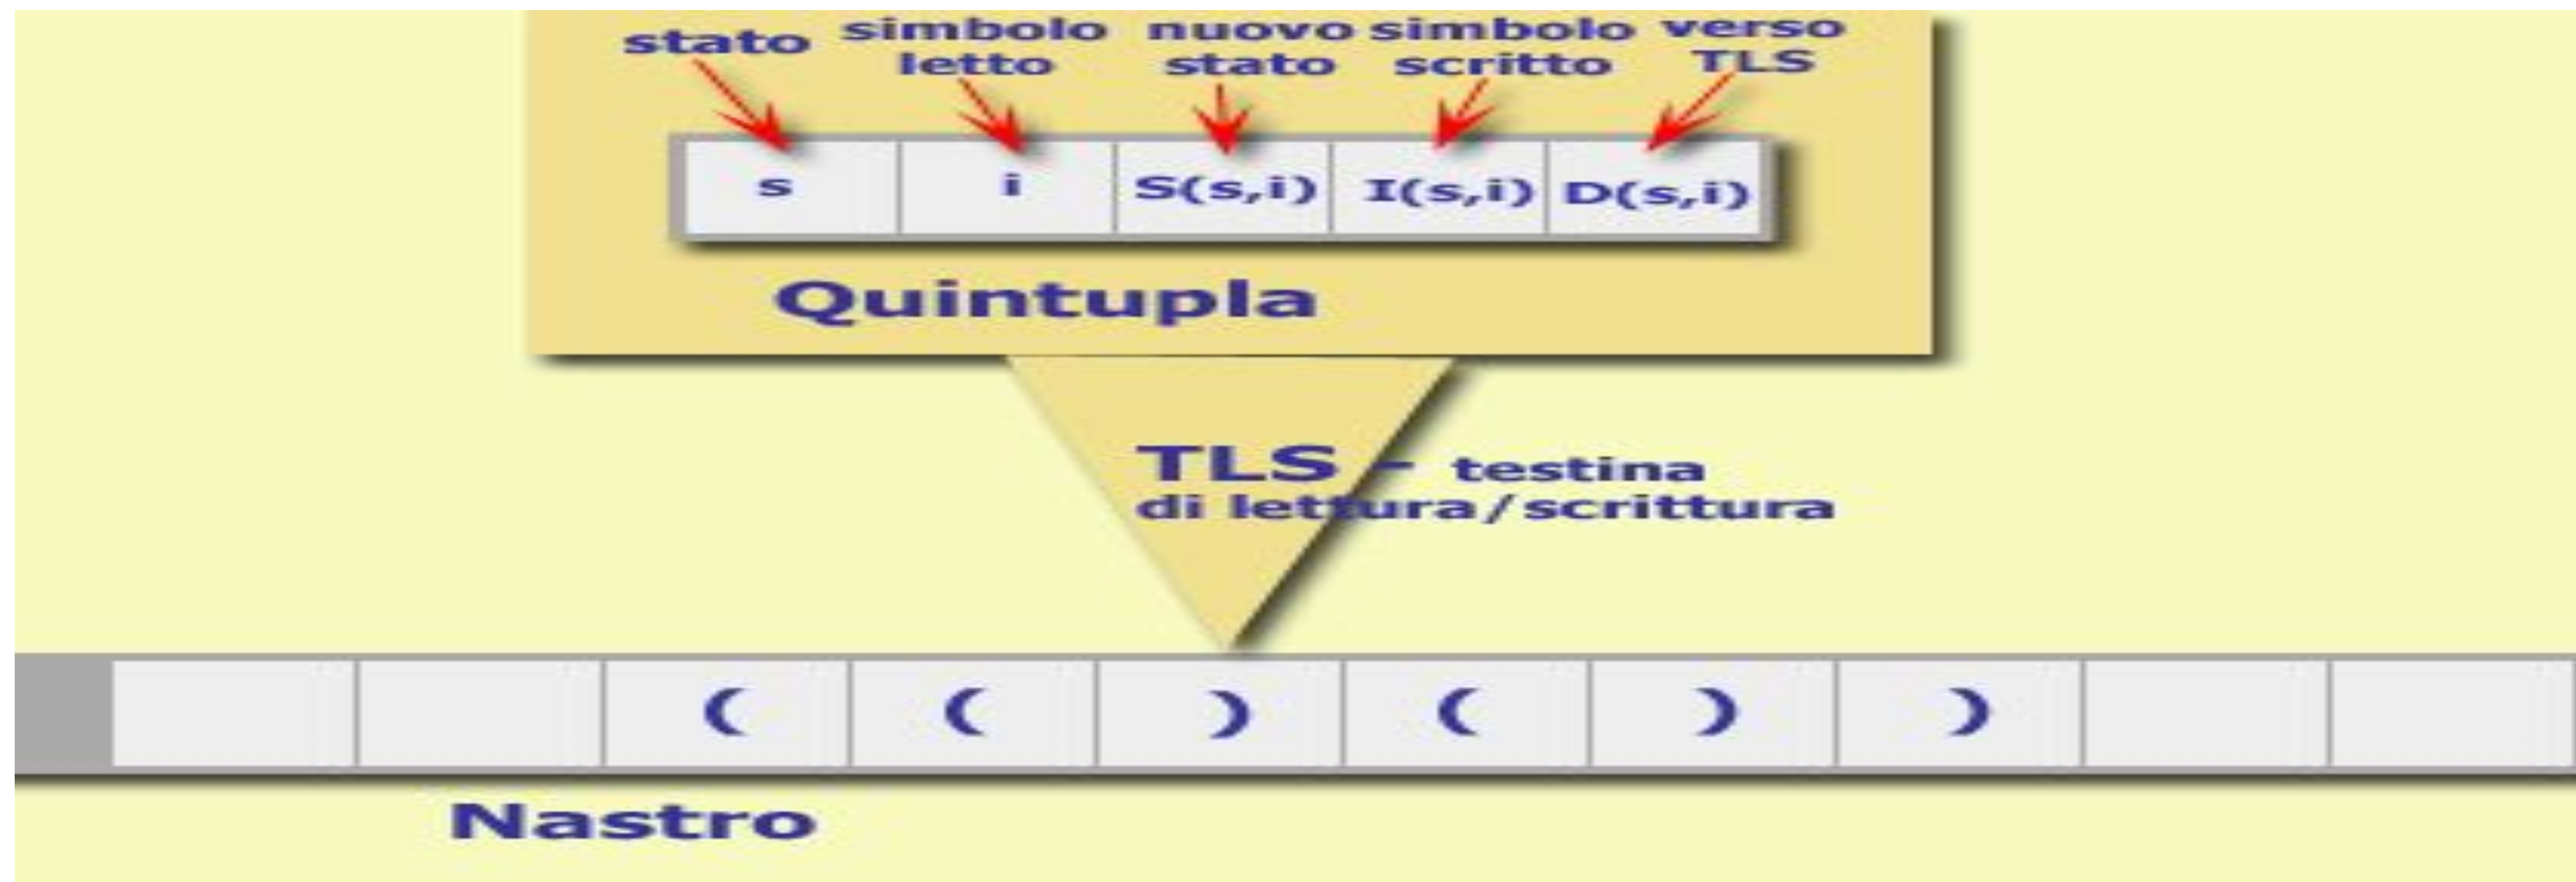 stato
simbolo
letto
nuovo
stato
simbolo
scritto
verso
TLS
s i S(s,i) I(s,i) D(s,i)
Quintupla
TLS - testina
di lettura/scrittura
( ( ) ( ) )
Nastro